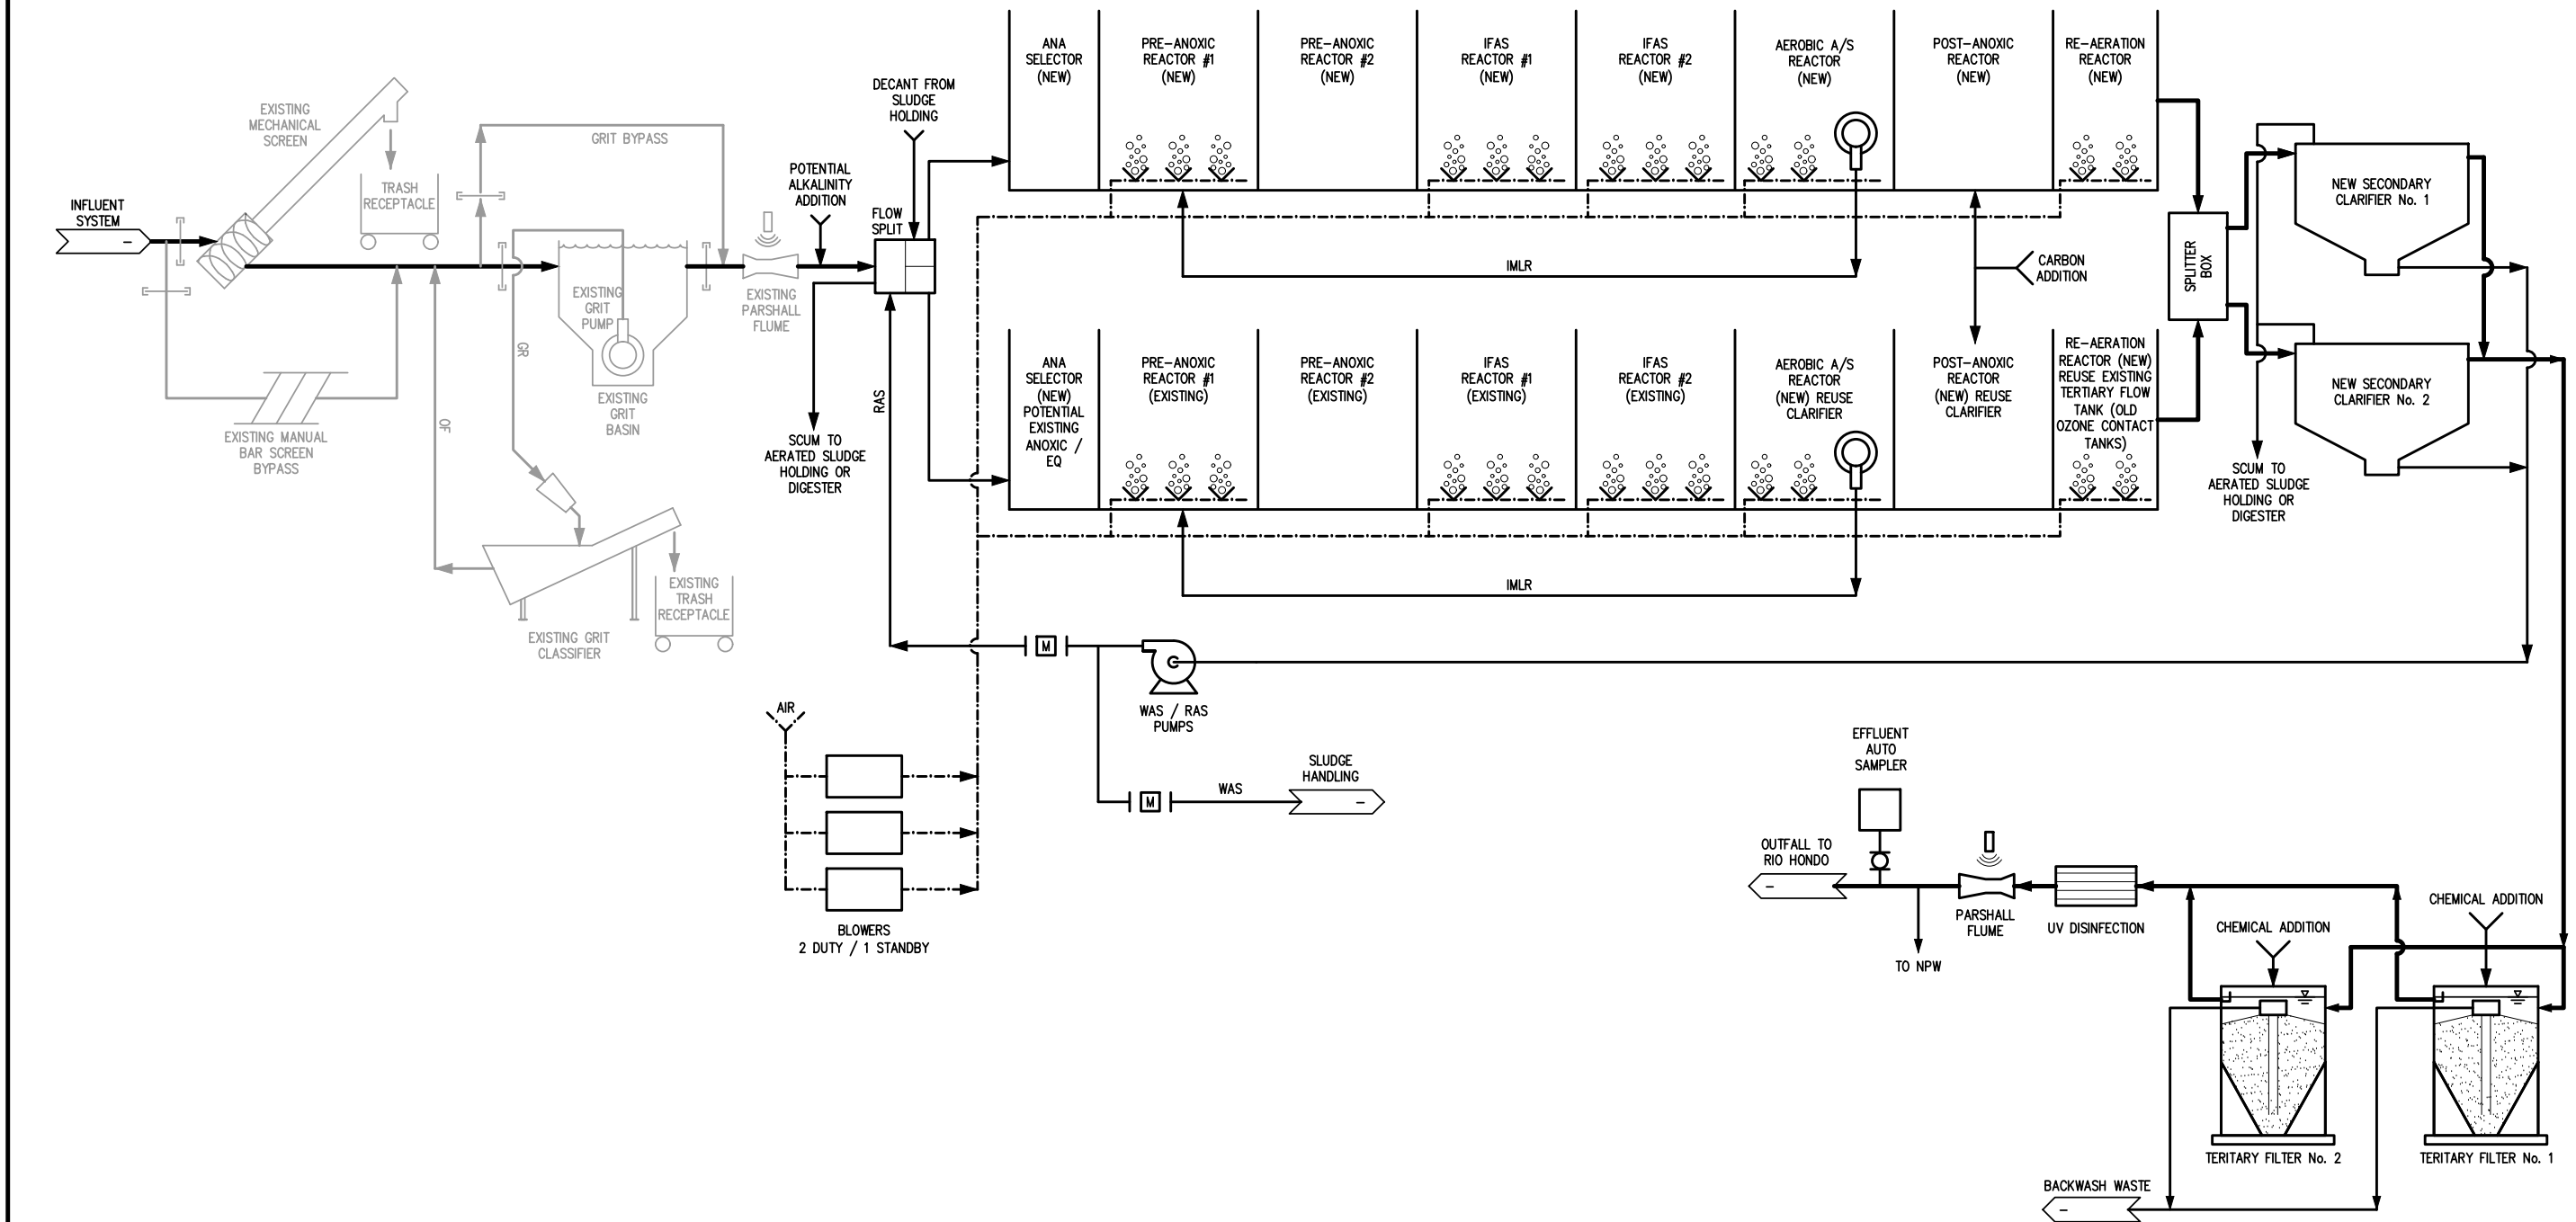 INFLUENT
SYSTEM
–
EXISTING
MECHANICAL
SCREEN
TRASH
RECEPTACLE
GRIT BYPASS
EXISTING
GRIT
PUMP
EXISTING
GRIT
BASIN
GR
OF
EXISTING MANUAL
BAR SCREEN
BYPASS
EXISTING GRIT
CLASSIFIER
EXISTING
TRASH
RECEPTACLE
EXISTING
PARSHALL
FLUME
POTENTIAL
ALKALINITY
ADDITION
DECANT FROM
SLUDGE
HOLDING
FLOW
SPLIT
SCUM TO
AERATED SLUDGE
HOLDING OR
DIGESTER
RAS
ANA
SELECTOR
(NEW)
PRE-ANOXIC
REACTOR #1
(NEW)
PRE-ANOXIC
REACTOR #2
(NEW)
IFAS
REACTOR #1
(NEW)
IFAS
REACTOR #2
(NEW)
AEROBIC A/S
REACTOR
(NEW)
POST-ANOXIC
REACTOR
(NEW)
RE-AERATION
REACTOR
(NEW)
IMLR
CARBON
ADDITION
ANA
SELECTOR
(NEW)
POTENTIAL
EXISTING
ANOXIC /
EQ
PRE-ANOXIC
REACTOR #1
(EXISTING)
PRE-ANOXIC
REACTOR #2
(EXISTING)
IFAS
REACTOR #1
(EXISTING)
IFAS
REACTOR #2
(EXISTING)
AEROBIC A/S
REACTOR
(NEW) REUSE
CLARIFIER
POST-ANOXIC
REACTOR
(NEW) REUSE
CLARIFIER
RE-AERATION
REACTOR (NEW)
REUSE EXISTING
TERTIARY FLOW
TANK (OLD
OZONE CONTACT
TANKS)
IMLR
SPLITTER
BOX
NEW SECONDARY
CLARIFIER No. 1
NEW SECONDARY
CLARIFIER No. 2
SCUM TO
AERATED SLUDGE
HOLDING OR
DIGESTER
M
WAS / RAS
PUMPS
M
WAS
SLUDGE
HANDLING
–
AIR
BLOWERS
2 DUTY / 1 STANDBY
EFFLUENT
AUTO
SAMPLER
OUTFALL TO
RIO HONDO
–
TO NPW
PARSHALL
FLUME
UV DISINFECTION
CHEMICAL ADDITION
CHEMICAL ADDITION
TERITARY FILTER No. 2
TERITARY FILTER No. 1
BACKWASH WASTE
–